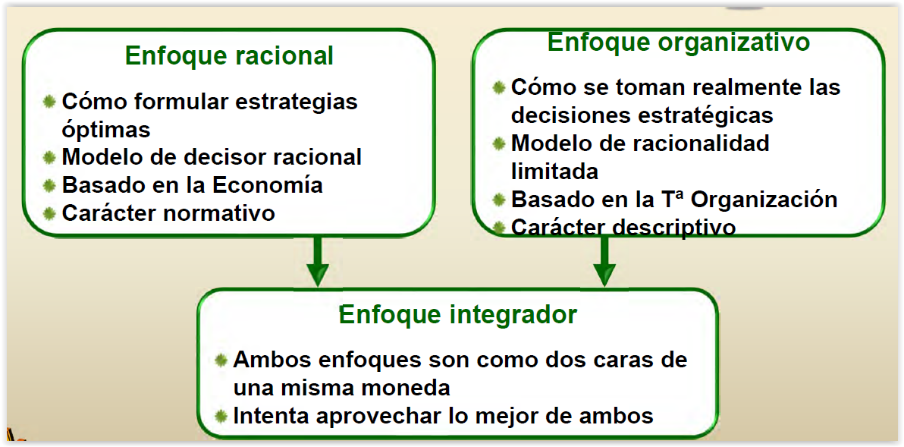 Enfoque racional
Cómo formular estrategias
óptimas
Modelo de decisor racional
Basado en la Economía
Carácter normativo
Enfoque organizativo
Cómo se toman realmente las
decisiones estratégicas
Modelo de racionalidad
limitada
Basado en la Tª Organización
Carácter descriptivo
Enfoque integrador
Ambos enfoques son como dos caras de
una misma moneda
Intenta aprovechar lo mejor de ambos